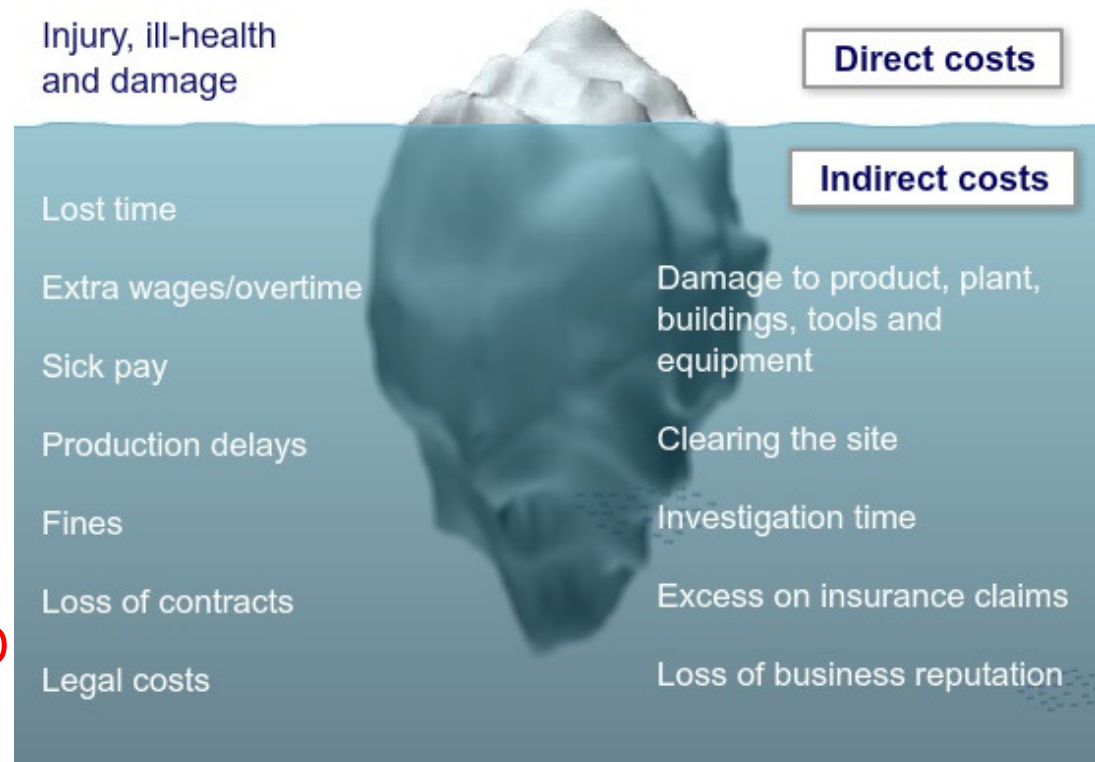 Injury, ill-health
and damage
Direct costs
Indirect costs
Lost time
Extra wages/overtime
Sick pay
Production delays
Fines
Loss of contracts
Legal costs
Damage to product, plant,
buildings, tools and
equipment
Clearing the site
Investigation time
Excess on insurance claims
Loss of business reputation